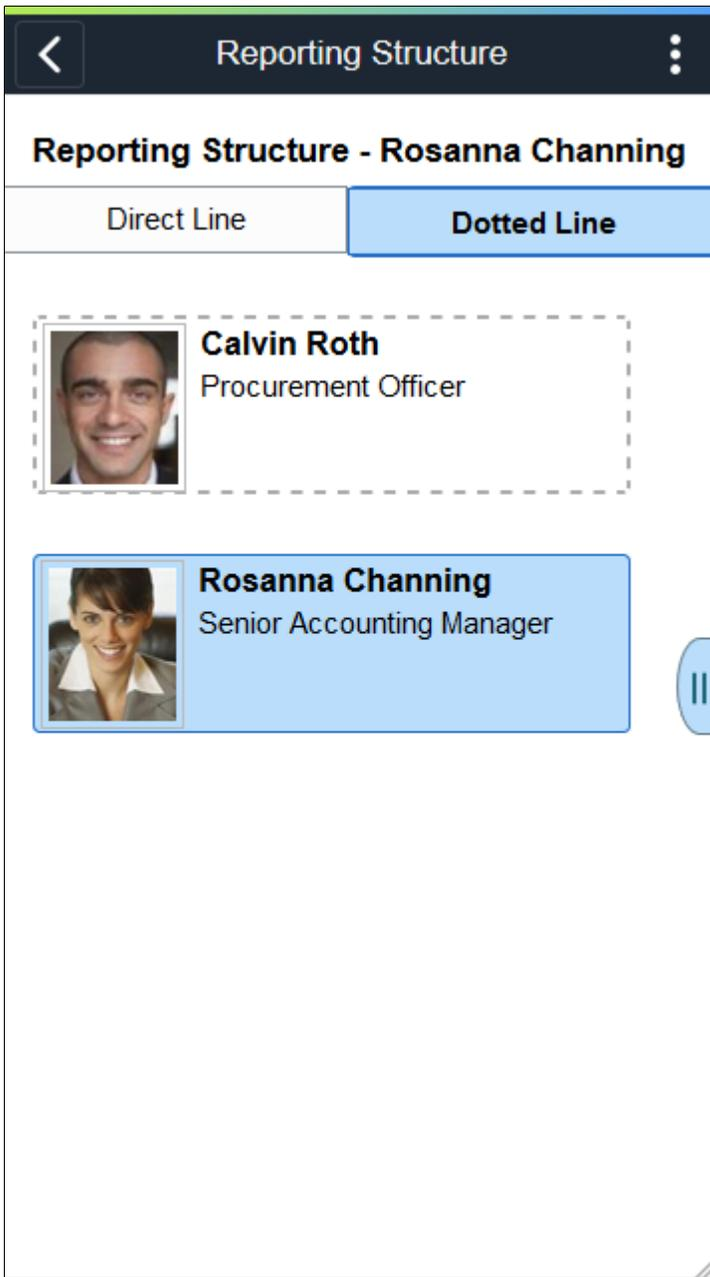 Reporting Structure
Reporting Structure - Rosanna Channing
Direct Line
Dotted Line
Calvin Roth
Procurement Officer
Rosanna Channing
Senior Accounting Manager